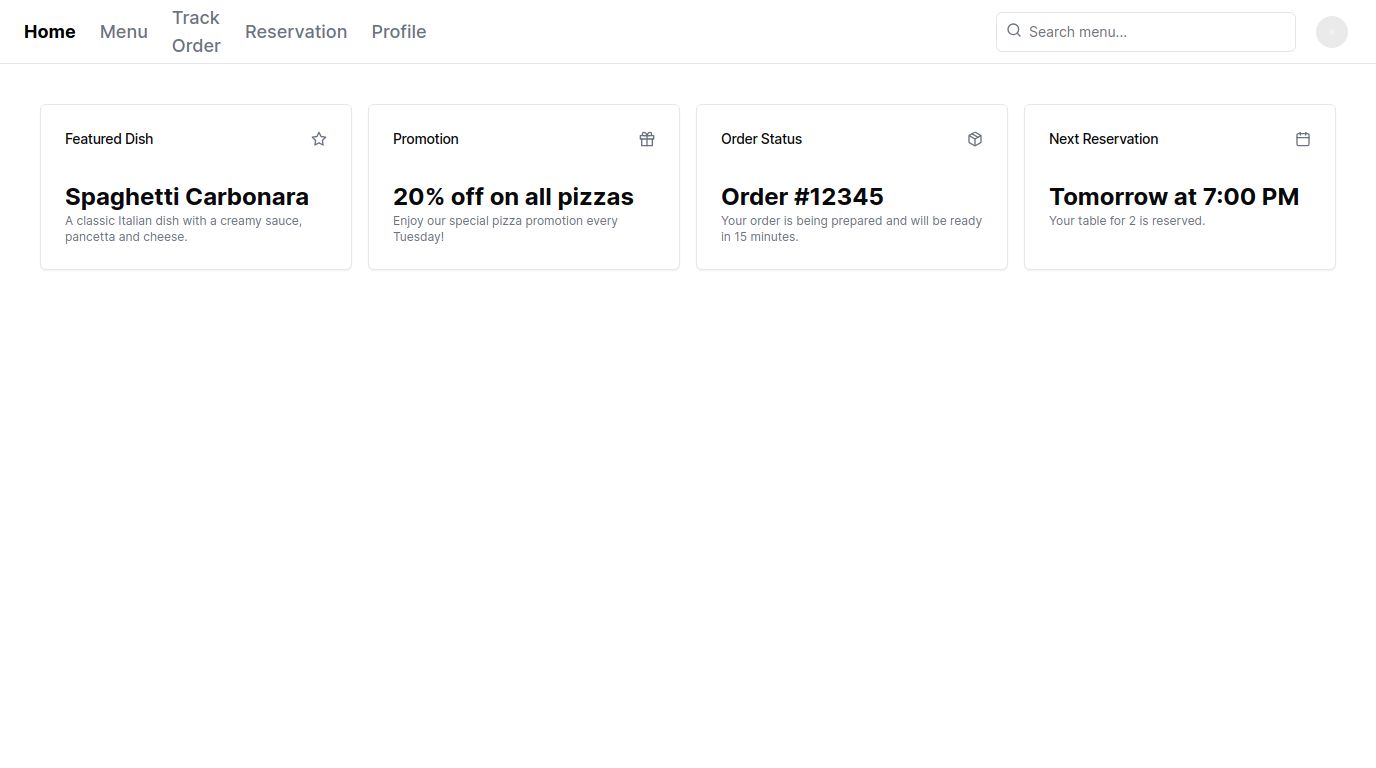 Home
Menu
Track
Order
Reservation
Profile
Search menu...
Featured Dish
Spaghetti Carbonara
A classic Italian dish with a creamy sauce,
pancetta and cheese.
Promotion
20% off on all pizzas
Enjoy our special pizza promotion every
Tuesday!
Order Status
Order #12345
Your order is being prepared and will be ready
in 15 minutes.
Next Reservation
Tomorrow at 7:00 PM
Your table for 2 is reserved.